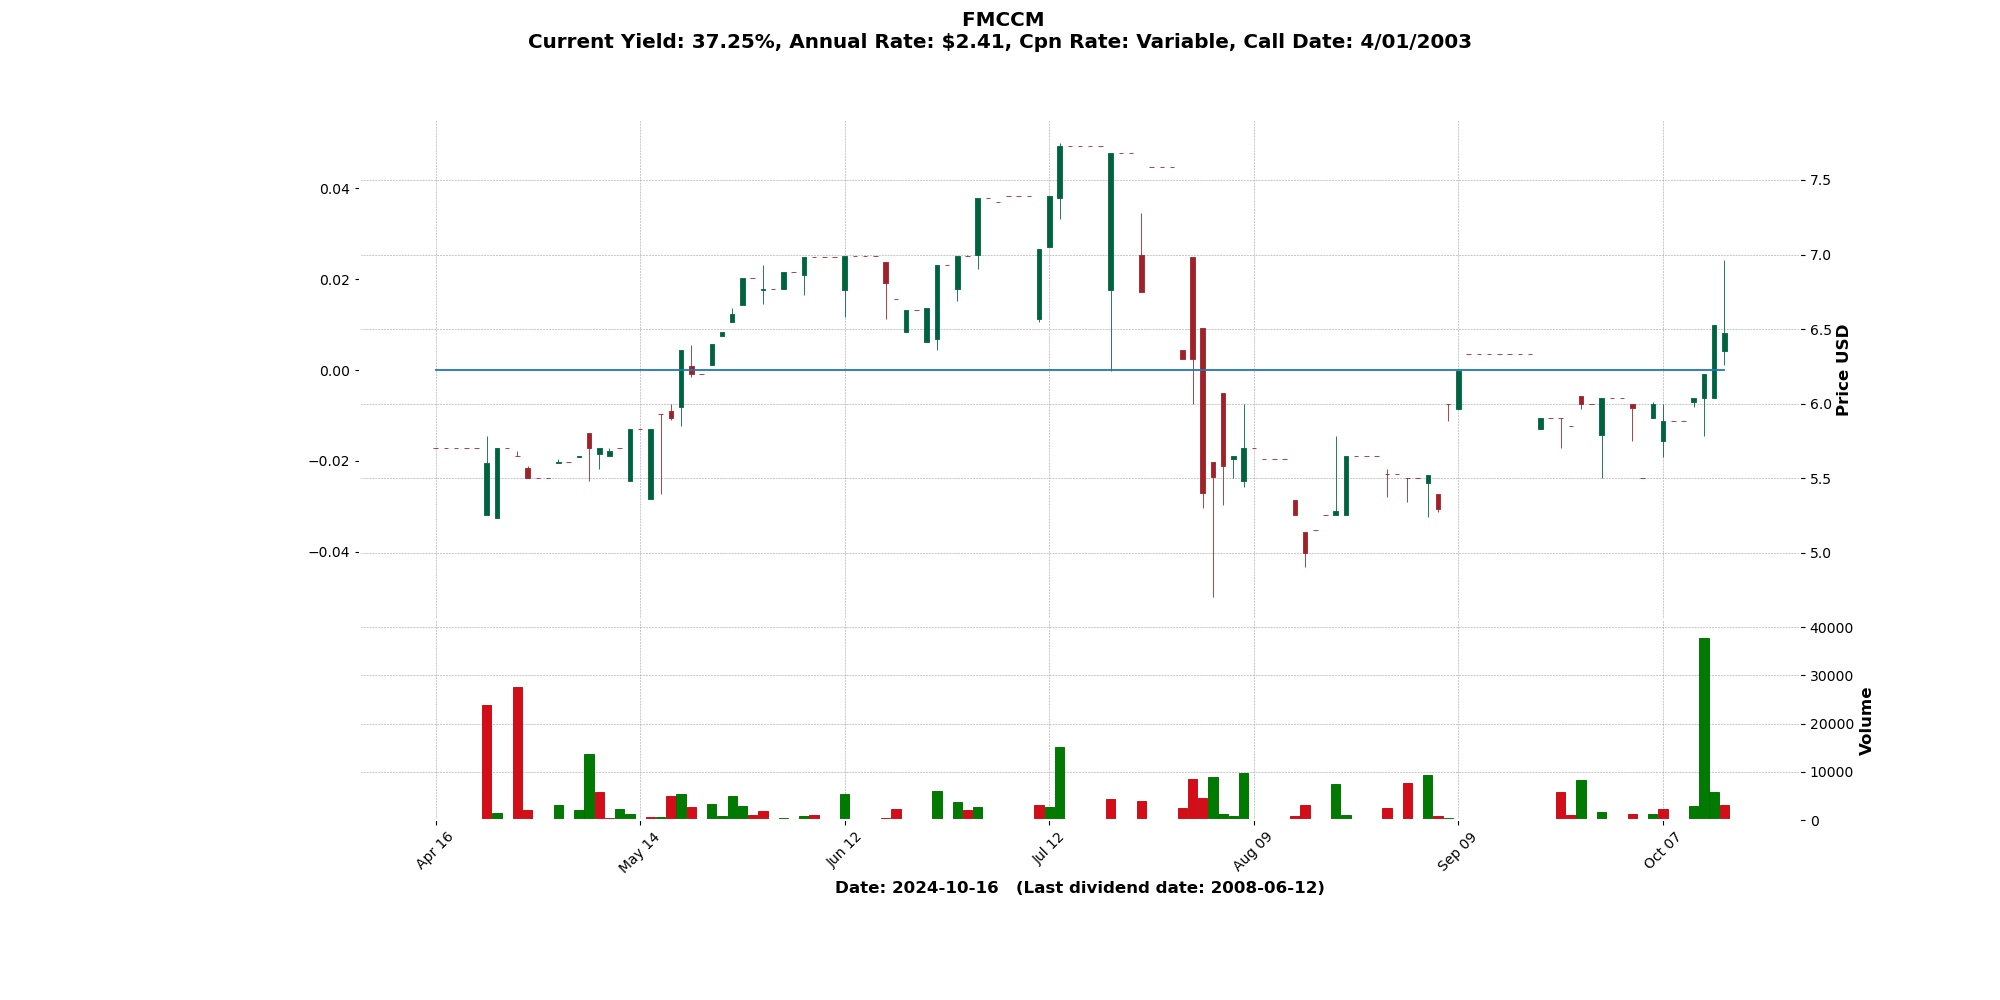 FMCCM
Current Yield: 37.25%, Annual Rate: $2.41, Cpn Rate: Variable, Call Date: 4/01/2003
0.04
0.02
0.00
−0.02
−0.04
7.5
7.0
6.5
6.0
5.5
5.0
Price USD
40000
30000
20000
10000
0
Volume
Apr 16
May 14
Jun 12
Jul 12
Aug 09
Sep 09
Oct 07
Date: 2024-10-16 (Last dividend date: 2008-06-12)